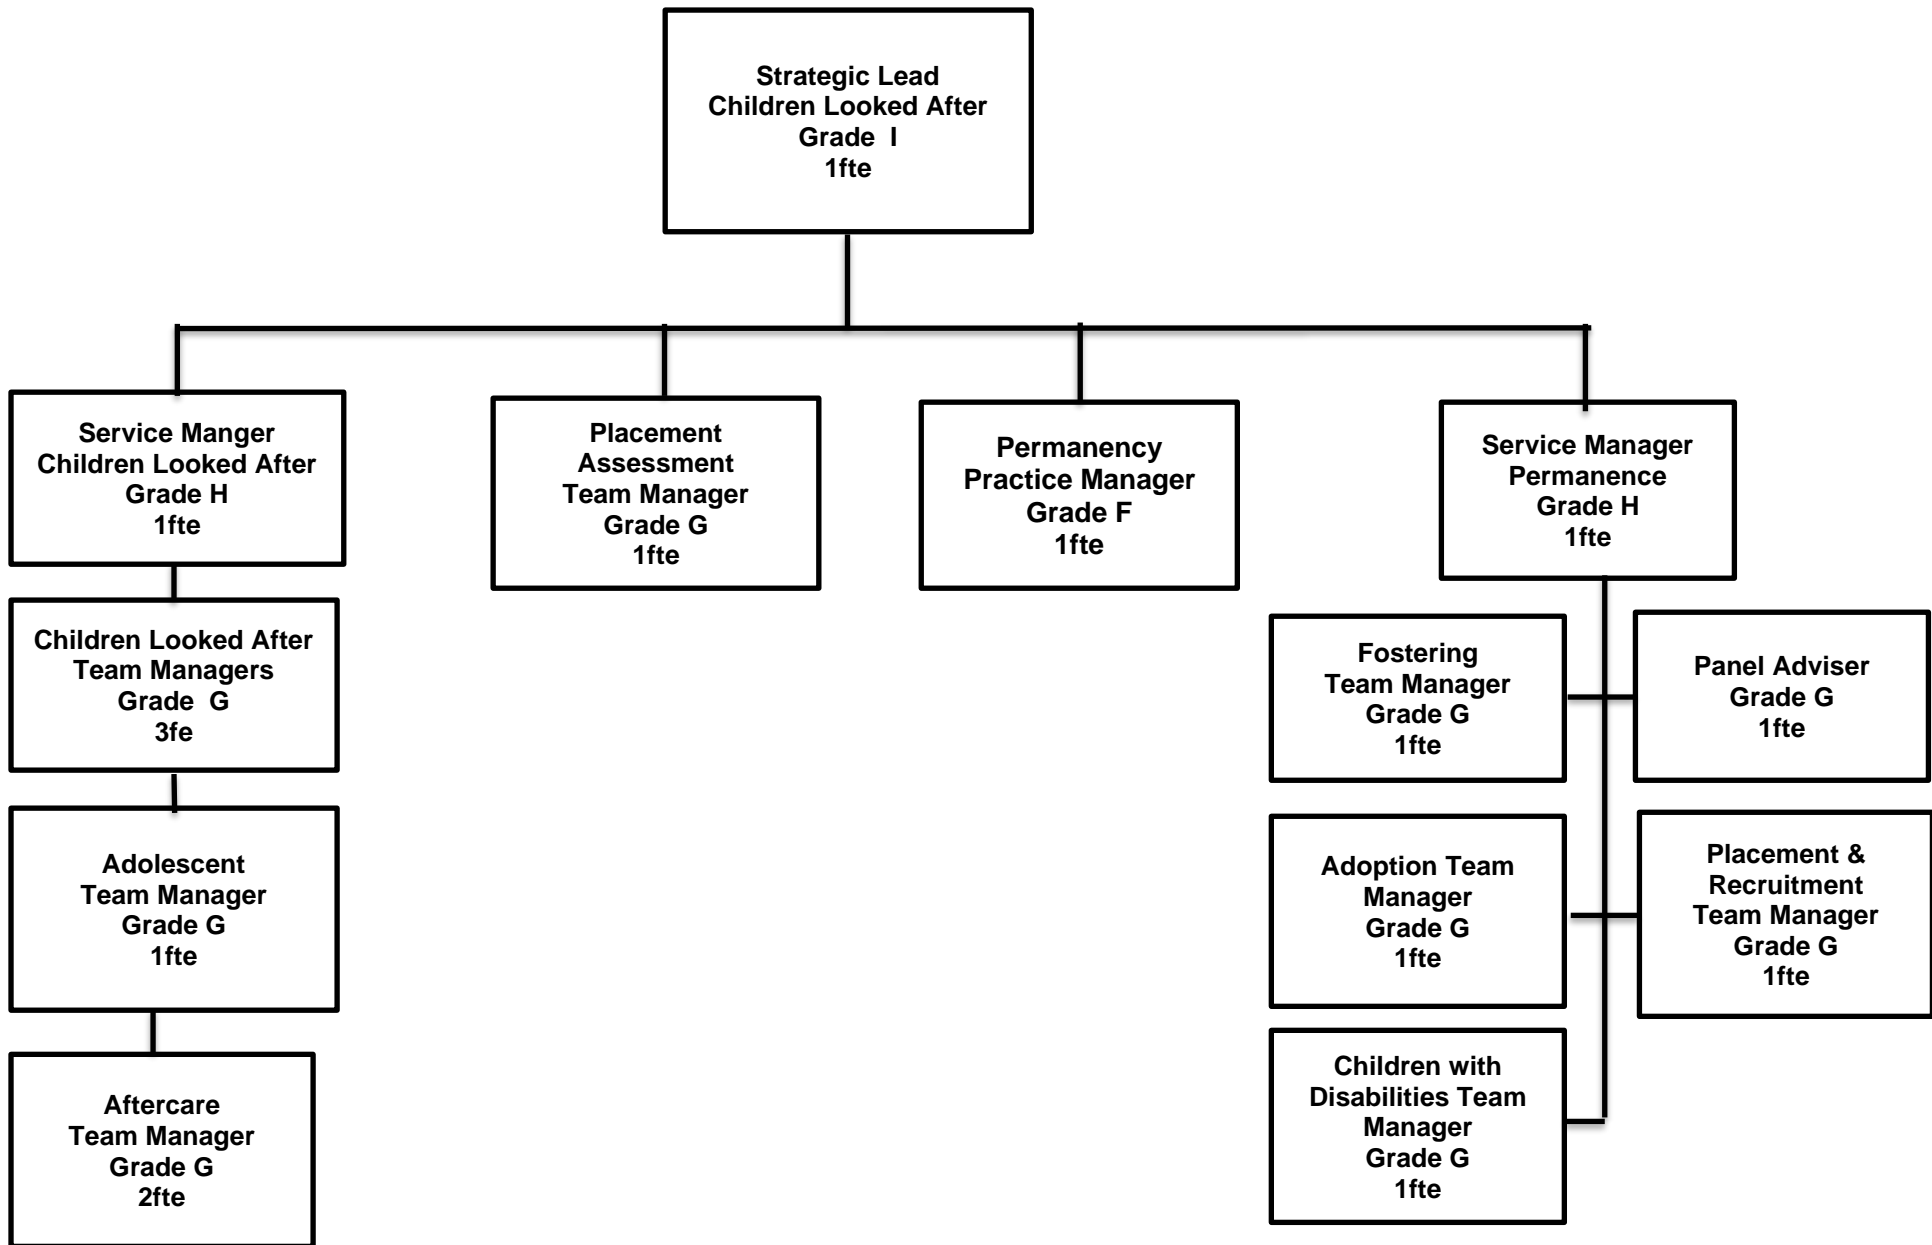 Strategic Lead
Children Looked After
Grade  I
1fte
Service Manger
Children Looked After
Grade H
1fte
Placement
Assessment
Team Manager
Grade G
1fte
Permanency
Practice Manager
Grade F
1fte
Service Manager
Permanence
Grade H
1fte
Children Looked After
Team Managers
Grade  G
3fe
Fostering
Team Manager
Grade G
1fte
Panel Adviser
Grade G
1fte
Adolescent
Team Manager
Grade G
1fte
Adoption Team
Manager
Grade G
1fte
Placement &
Recruitment
Team Manager
Grade G
1fte
Aftercare
Team Manager
Grade G
2fte
Children with
Disabilities Team
Manager
Grade G
1fte